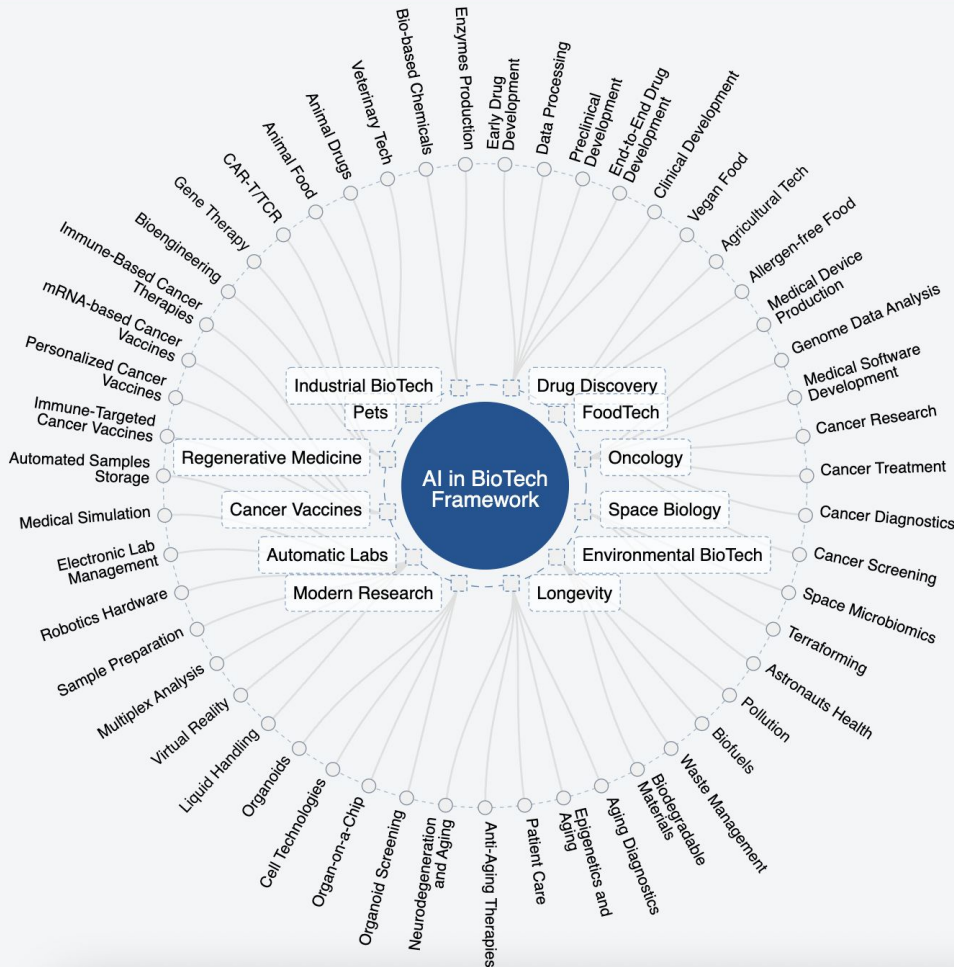 Bio-based Chemicals
Enzymes Production
Early Drug
Development
Data Processing
Preclinical
Development
End-to-End Drug
Development
Clinical Development
Vegan Food
Agricultural Tech
Allergen-free Food
Medical Device
Production
Genome Data Analysis
Medical Software
Development
Cancer Research
Cancer Treatment
Cancer Diagnostics
Cancer Screening
Space Microbiomics
Terraforming
Astronauts Health
Pollution
Biofuels
Waste Management
Biodegradable
Materials
Aging Diagnostics
Epigenetics and
Aging
Patient Care
Anti-Aging Therapies
Neurodegeneration
and Aging
Organoid Screening
Organ-on-a-Chip
Cell Technologies
Organoids
Liquid Handling
Virtual Reality
Multiplex Analysis
Sample Preparation
Robotics Hardware
Electronic Lab
Management
Medical Simulation
Automated Samples
Storage
Immune-Targeted
Cancer Vaccines
Personalized Cancer
Vaccines
mRNA-based Cancer
Vaccines
Immune-Based Cancer
Therapies
Bioengineering
Gene Therapy
CAR-T/TCR
Animal Food
Animal Drugs
Veterinary Tech
Industrial BioTech
Drug Discovery
Pets
FoodTech
Regenerative Medicine
Oncology
Cancer Vaccines
Space Biology
Automatic Labs
Environmental BioTech
Modern Research
Longevity
AI in BioTech
Framework